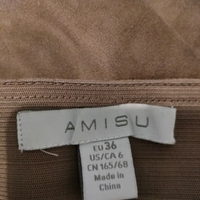 AMISU
EU 36
US/CA 6
CN 165/68
Made in
China